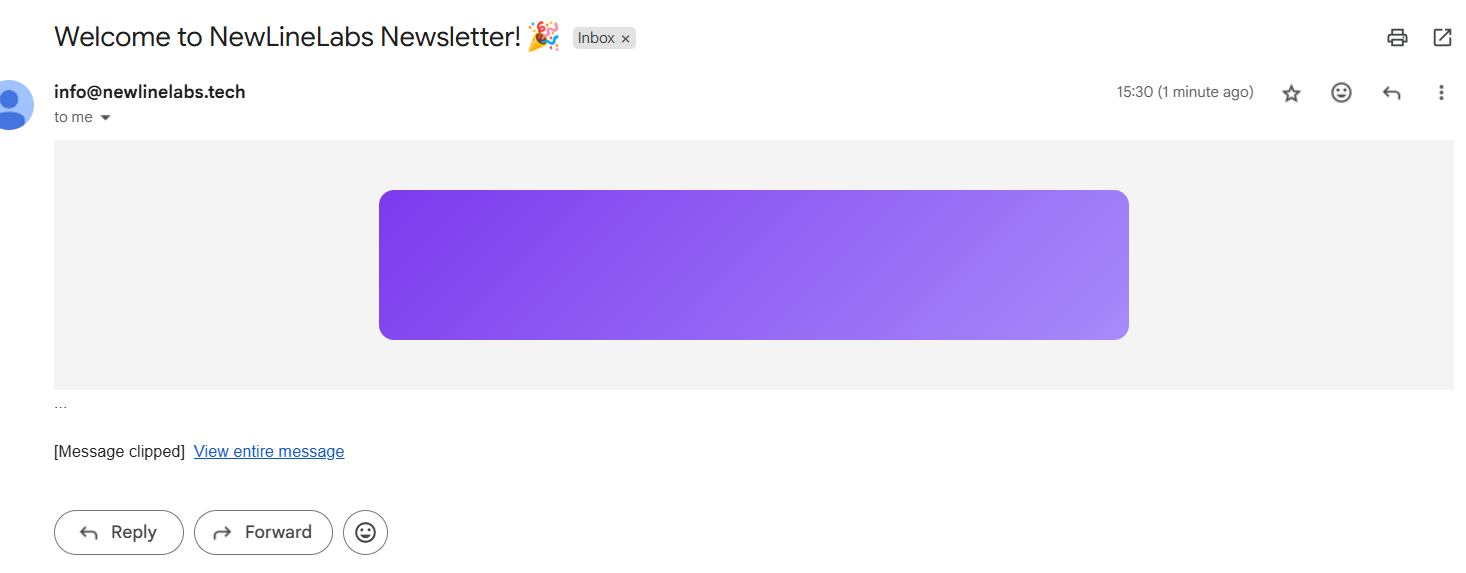 Welcome to NewLineLabs Newsletter! 🎉 Inbox ×
info@newlinelabs.tech 15:30 (1 minute ago)
to me
...
[Message clipped] View entire message
Reply Forward